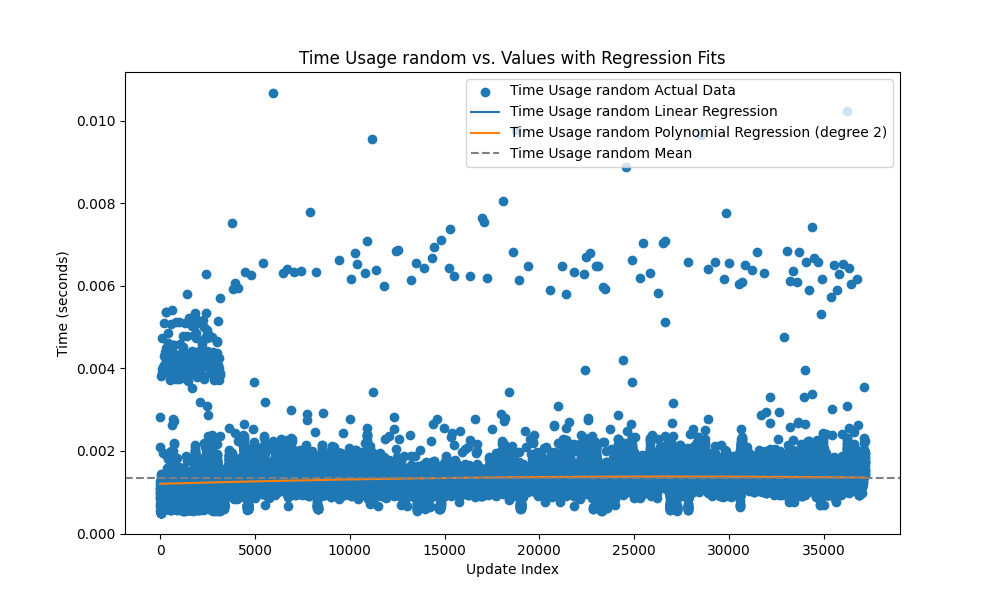 Time Usage random vs. Values with Regression Fits
Time Usage random Actual Data
Time Usage random Linear Regression
Time Usage random Polynomial Regression (degree 2)
Time Usage random Mean
Time (seconds)
0.010
0.008
0.006
0.004
0.002
0.000
0 5000 10000 15000 20000 25000 30000 35000
Update Index